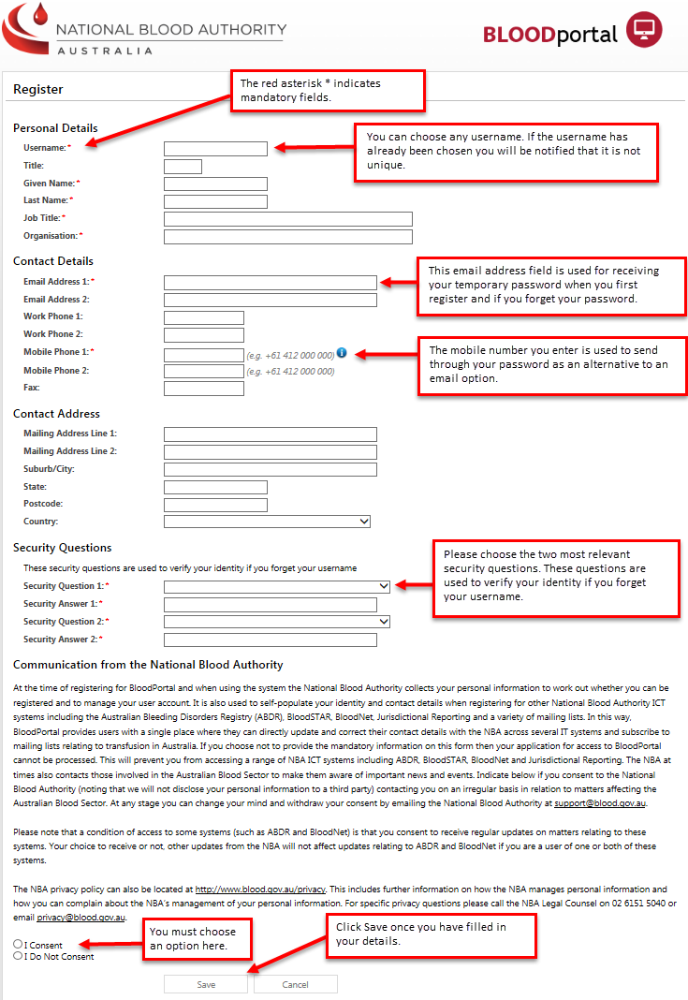 NATIONAL BLOOD AUTHORITY
AUSTRALIA
BLOODportal
Register
The red asterisk * indicates
mandatory fields.
Personal Details
Username:*
You can choose any username. If the username has
already been chosen you will be notified that it is not
unique.
Title:
Given Name:*
Last Name:*
Job Title:*
Organisation:*
Contact Details
Email Address 1:*
This email address field is used for receiving
your temporary password when you first
register and if you forget your password.
Email Address 2:
Work Phone 1:
Work Phone 2:
Mobile Phone 1:* (e.g. +61 412 000 000) i
The mobile number you enter is used to send
through your password as an alternative to an
email option.
Mobile Phone 2: (e.g. +61 412 000 000)
Fax:
Contact Address
Mailing Address Line 1:
Mailing Address Line 2:
Suburb/City:
State:
Postcode:
Country:
Security Questions
These security questions are used to verify your identity if you forget your username
Please choose the two most relevant
security questions. These questions are
used to verify your identity if you forget
your username.
Security Question 1:*
Security Answer 1:*
Security Question 2:*
Security Answer 2:*
Communication from the National Blood Authority
At the time of registering for BloodPortal and when using the system the National Blood Authority collects your personal information to work out whether you can be
registered and to manage your user account. It is also used to self-populate your identity and contact details when registering for other National Blood Authority ICT
systems including the Australian Bleeding Disorders Registry (ABDR), BloodSTAR, BloodNet, Jurisdictional Reporting and a variety of mailing lists. In this way,
BloodPortal provides users with a single place where they can directly update and correct their contact details with the NBA across several IT systems and subscribe to
mailing lists relating to transfusion in Australia. If you choose not to provide the mandatory information on this form then your application for access to BloodPortal
cannot be processed. This will prevent you from accessing a range of NBA ICT systems including ABDR, BloodSTAR, BloodNet and Jurisdictional Reporting. The NBA at
times also contacts those involved in the Australian Blood Sector to make them aware of important news and events. Indicate below if you consent to the National
Blood Authority (noting that we will not disclose your personal information to a third party) contacting you on an irregular basis in relation to matters affecting the
Australian Blood Sector. At any stage you can change your mind and withdraw your consent by emailing the National Blood Authority at support@blood.gov.au.
Please note that a condition of access to some systems (such as ABDR and BloodNet) is that you consent to receive regular updates on matters relating to these
systems. Your choice to receive or not, other updates from the NBA will not affect updates relating to ABDR and BloodNet if you are a user of one or both of these
systems.
The NBA privacy policy can also be located at http://www.blood.gov.au/privacy. This includes further information on how the NBA manages personal information and
how you can complain about the NBA's management of your personal information. For specific privacy questions please call the NBA Legal Counsel on 02 6151 5040 or
email privacy@blood.gov.au.
You must choose
an option here.
Click Save once you have filled in
your details.
I Consent
I Do Not Consent
Save
Cancel